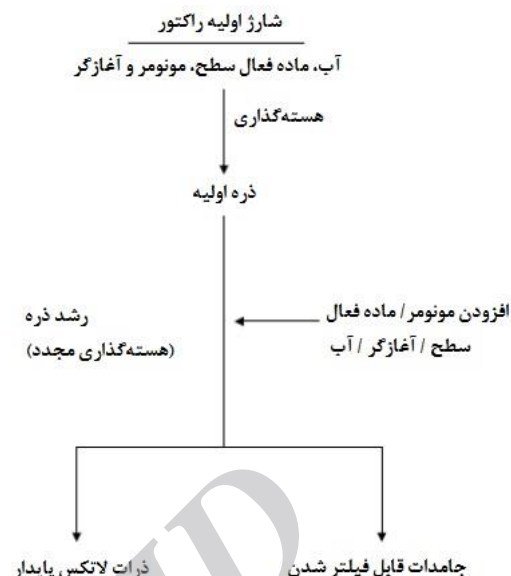 شارژ اولیه راکتور
آب، ماده فعال سطح، مونومر و آغازگر
هسته‌گذاری
ذره اولیه
افزودن مونومر/ ماده فعال
سطح / آغازگر / آب
رشد ذره
(هسته‌گذاری مجدد)
جامدات قابل فیلتر شدن
ذرات لاتکس پایدار